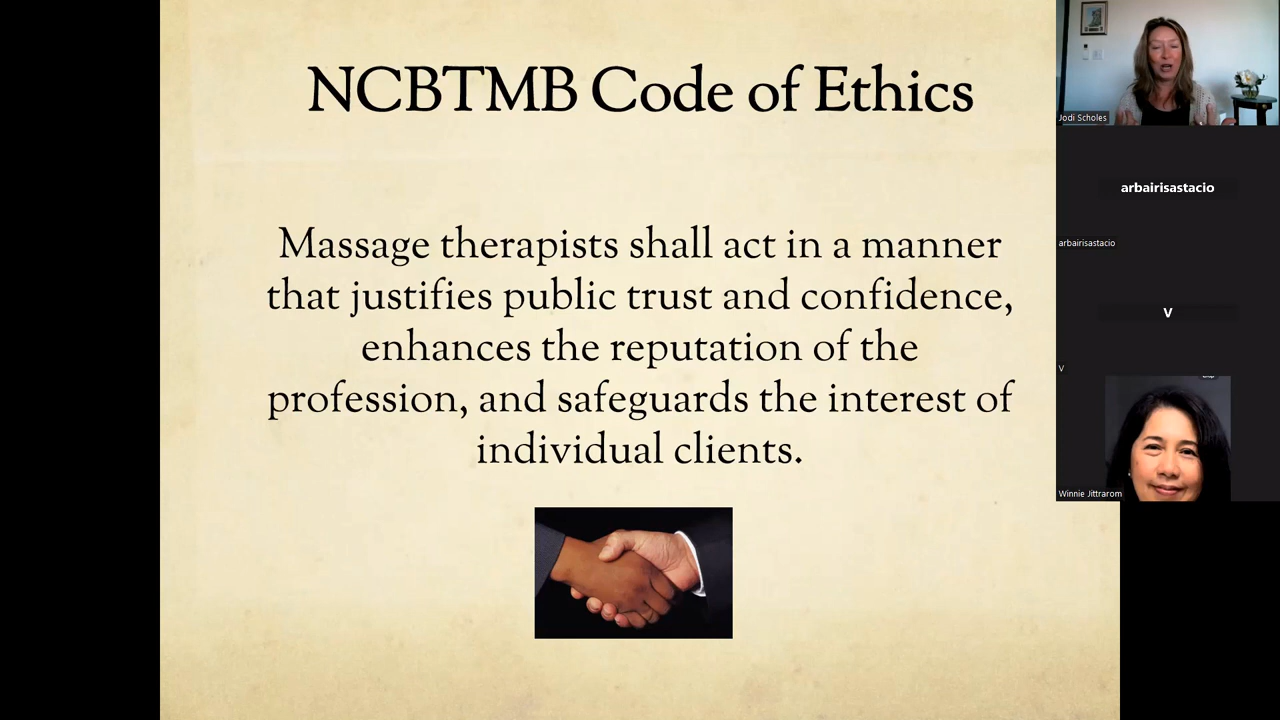 NCBTMB Code of Ethics
Massage therapists shall act in a manner
that justifies public trust and confidence,
enhances the reputation of the
profession, and safeguards the interest of
individual clients.
Jodi Scholes
arbairisastacio
arbairisastacio
V
V
Winnie Jittrarom